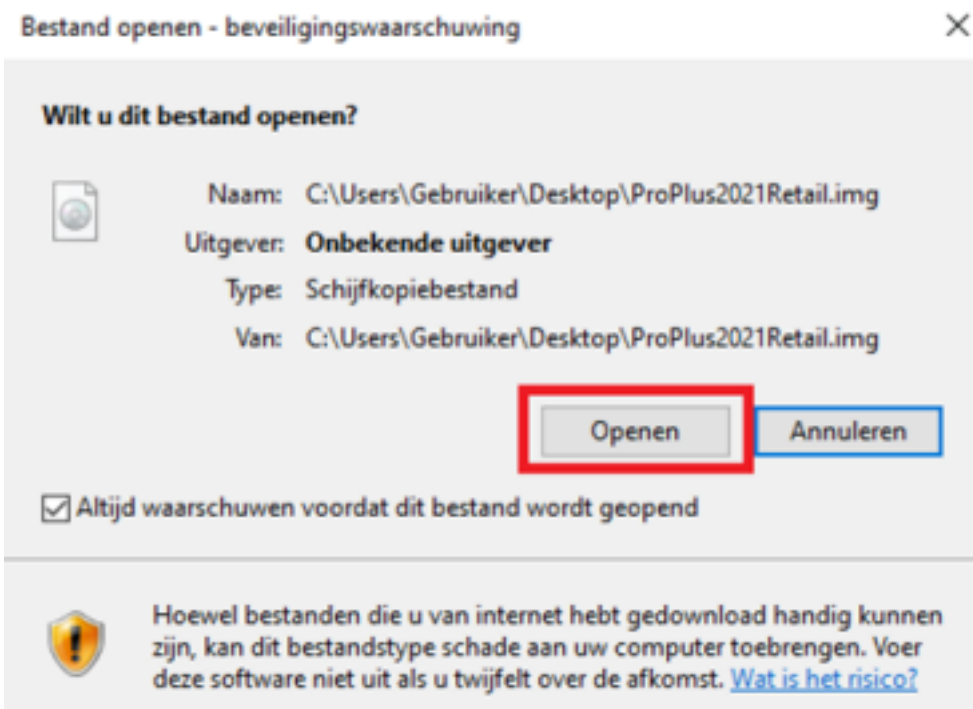 Bestand openen - beveiligingswaarschuwing
Wilt u dit bestand openen?
Naam: C:\Users\Gebruiker\Desktop\ProPlus2021Retail.img
Uitgever: Onbekende uitgever
Type: Schijfkopiebestand
Van: C:\Users\Gebruiker\Desktop\ProPlus2021Retail.img
Openen Annuleren
Altijd waarschuwen voordat dit bestand wordt geopend
Hoewel bestanden die u van internet hebt gedownload handig kunnen
zijn, kan dit bestandstype schade aan uw computer toebrengen. Voer
deze software niet uit als u twijfelt over de afkomst. Wat is het risico?